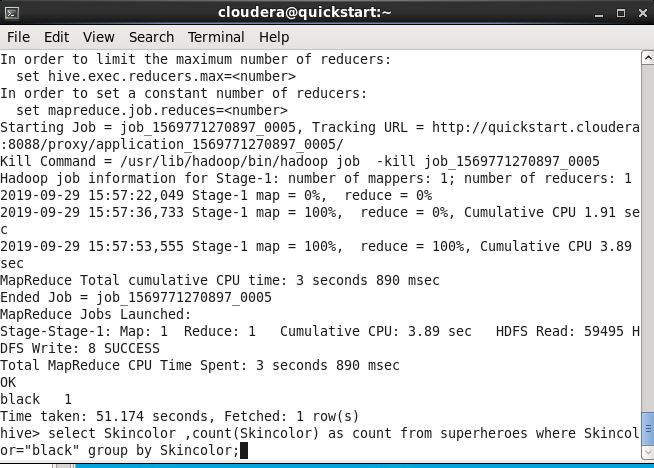 cloudera@quickstart:~
File Edit View Search Terminal Help
In order to limit the maximum number of reducers:
  set hive.exec.reducers.max=<number>
In order to set a constant number of reducers:
  set mapreduce.job.reduces=<number>
Starting Job = job_1569771270897_0005, Tracking URL = http://quickstart.cloudera
:8088/proxy/application_1569771270897_0005/
Kill Command = /usr/lib/hadoop/bin/hadoop job  -kill job_1569771270897_0005
Hadoop job information for Stage-1: number of mappers: 1; number of reducers: 1
2019-09-29 15:57:22,049 Stage-1 map = 0%,  reduce = 0%
2019-09-29 15:57:36,733 Stage-1 map = 100%,  reduce = 0%, Cumulative CPU 1.91 se
c
2019-09-29 15:57:53,555 Stage-1 map = 100%,  reduce = 100%, Cumulative CPU 3.89
sec
MapReduce Total cumulative CPU time: 3 seconds 890 msec
Ended Job = job_1569771270897_0005
MapReduce Jobs Launched:
Stage-Stage-1: Map: 1  Reduce: 1   Cumulative CPU: 3.89 sec   HDFS Read: 59495 H
DFS Write: 8 SUCCESS
Total MapReduce CPU Time Spent: 3 seconds 890 msec
OK
black   1
Time taken: 51.174 seconds, Fetched: 1 row(s)
hive> select Skincolor ,count(Skincolor) as count from superheroes where Skincol
or="black" group by Skincolor;